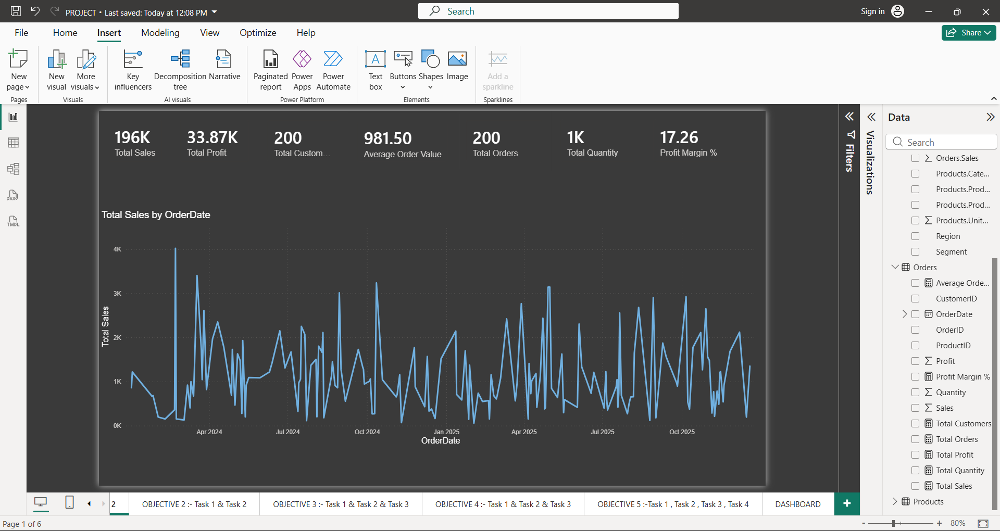 PROJECT • Last saved: Today at 12:08 PM
Search
Sign in
File Home Insert Modeling View Optimize Help
Share
New page
New visual
More visuals
Key influencers
Decomposition tree
Narrative
Paginated report
Power Apps
Power Automate
Text box
Buttons
Shapes
Image
Add a sparkline
Pages
Visuals
AI visuals
Power Platform
Elements
Sparklines
DAX
TMDL
196K
Total Sales
33.87K
Total Profit
200
Total Custom...
981.50
Average Order Value
200
Total Orders
1K
Total Quantity
17.26
Profit Margin %
Total Sales by OrderDate
Total Sales
4K
3K
2K
1K
0K
Apr 2024 Jul 2024 Oct 2024 Jan 2025 Apr 2025 Jul 2025 Oct 2025
OrderDate
Filters
Visualizations
Data
Search
Orders.Sales
Products.Cate...
Products.Prod...
Products.Prod...
Products.Unit...
Region
Segment
Orders
Average Orde...
CustomerID
OrderDate
OrderID
ProductID
Profit
Profit Margin %
Quantity
Sales
Total Customers
Total Orders
Total Profit
Total Quantity
Total Sales
Products
2
OBJECTIVE 2 :- Task 1 & Task 2
OBJECTIVE 3 :- Task 1 & Task 2 & Task 3
OBJECTIVE 4 :- Task 1 & Task 2 & Task 3
OBJECTIVE 5 :-Task 1 , Task 2 , Task 3 , Task 4
DASHBOARD
+
Page 1 of 6
- + 80%